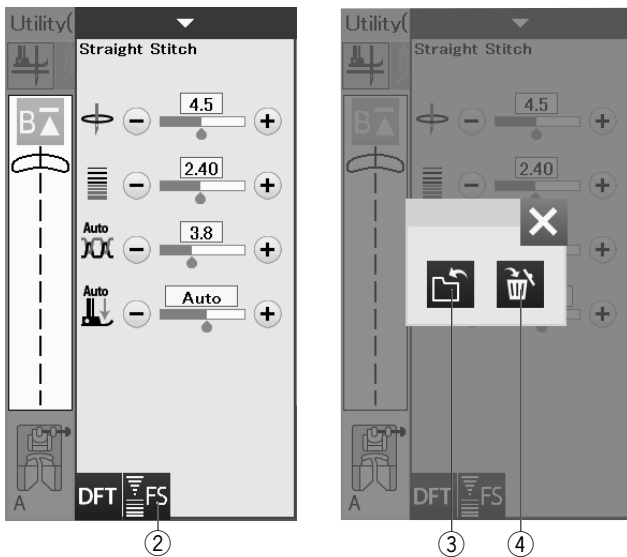 Utility(
Straight Stitch
B
4.5
2.40
Auto
3.8
Auto
Auto
A
DFT
FS
②
Utility(
Straight Stitch
B
4.5
2.40
A
DFT
FS
③
④